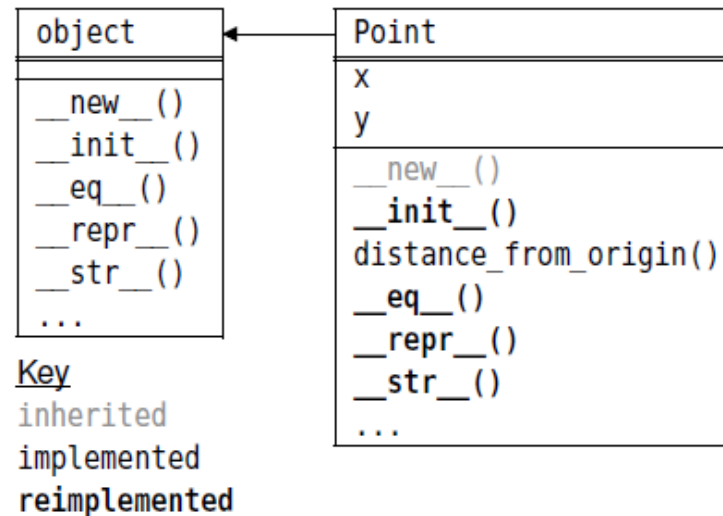 object
__new__()
__init__()
__eq__()
__repr__()
__str__()
...
Point
x
y
__new__()
__init__()
distance_from_origin()
__eq__()
__repr__()
__str__()
...
Key
inherited
implemented
reimplemented